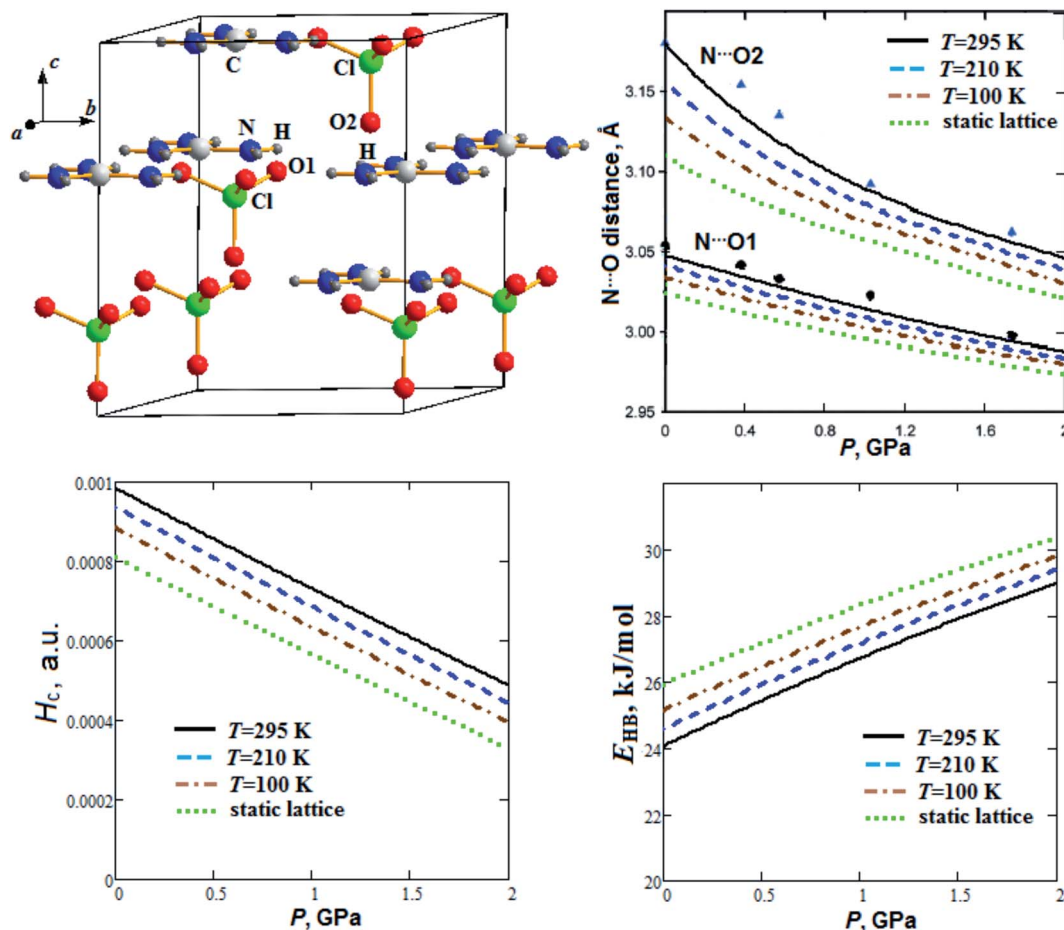 c
b
a
C
Cl
O2
N
H
H
O1
Cl
N···O distance, Å
3.15
3.10
3.05
3.00
2.95
N···O2
N···O1
T=295 K
T=210 K
T=100 K
static lattice
0 0.4 0.8 1.2 1.6 2
P, GPa
Hc, a.u.
0.001
0.0008
0.0006
0.0004
0.0002
0
T=295 K
T=210 K
T=100 K
static lattice
0 0.5 1 1.5 2
P, GPa
EHB, kJ/mol
30
28
26
24
22
20
T=295 K
T=210 K
T=100 K
static lattice
0 0.5 1 1.5 2
P, GPa